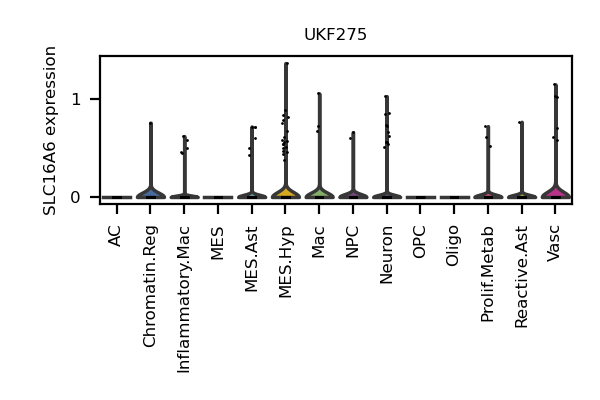 UKF275
SLC16A6 expression
1
0
AC
Chromatin.Reg
Inflammatory.Mac
MES
MES.Ast
MES.Hyp
Mac
NPC
Neuron
OPC
Oligo
Prolif.Metab
Reactive.Ast
Vasc